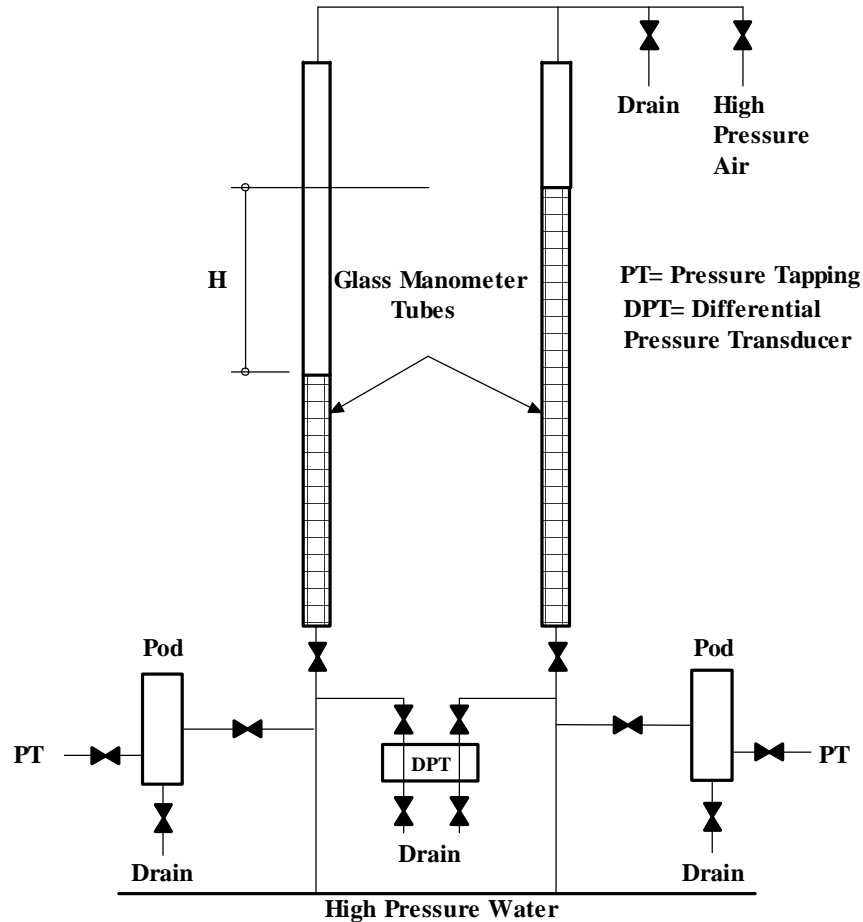 Drain
High
Pressure
Air
H
Glass Manometer
Tubes
PT= Pressure Tapping
DPT= Differential
Pressure Transducer
Pod
Pod
PT
DPT
PT
Drain
Drain
Drain
High Pressure Water